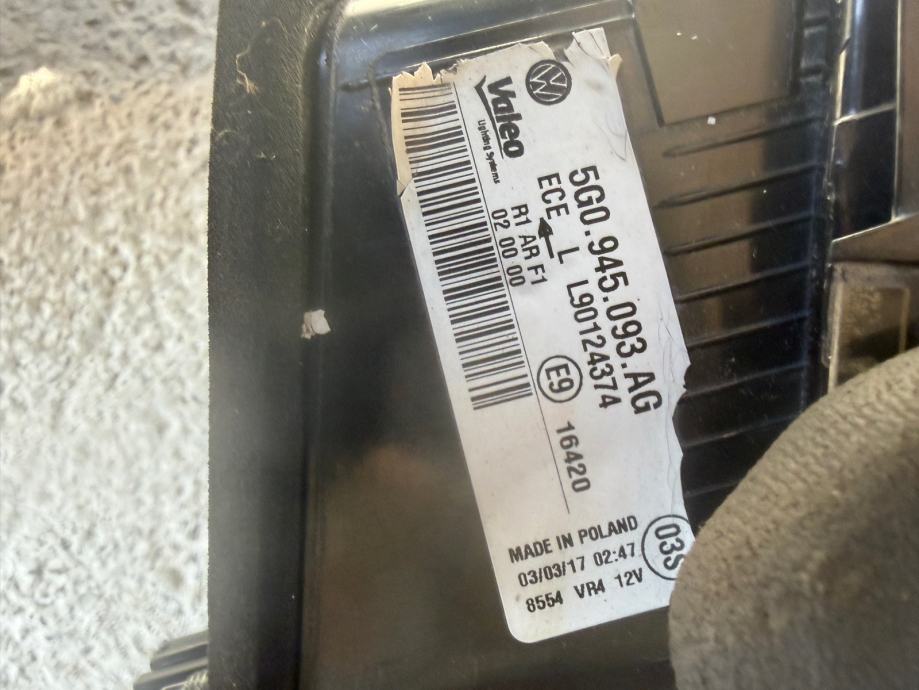 Valeo
Lighting Systems
5G0.945.093.AG
ECE L L90124374
R1 AR F1
02 00 00
E9 16420
MADE IN POLAND
03/03/17 02:47
8554 VR4 12V
03S